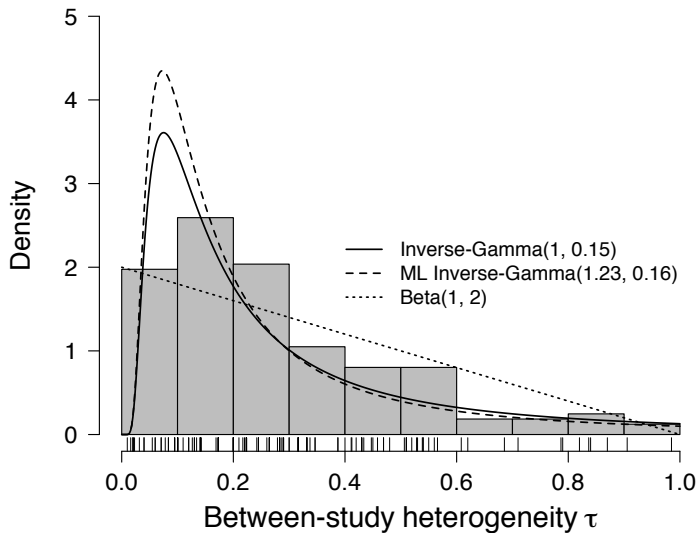 5
4
3
2
1
0
Density
Inverse-Gamma(1, 0.15)
ML Inverse-Gamma(1.23, 0.16)
Beta(1, 2)
0.0 0.2 0.4 0.6 0.8 1.0
Between-study heterogeneity τ